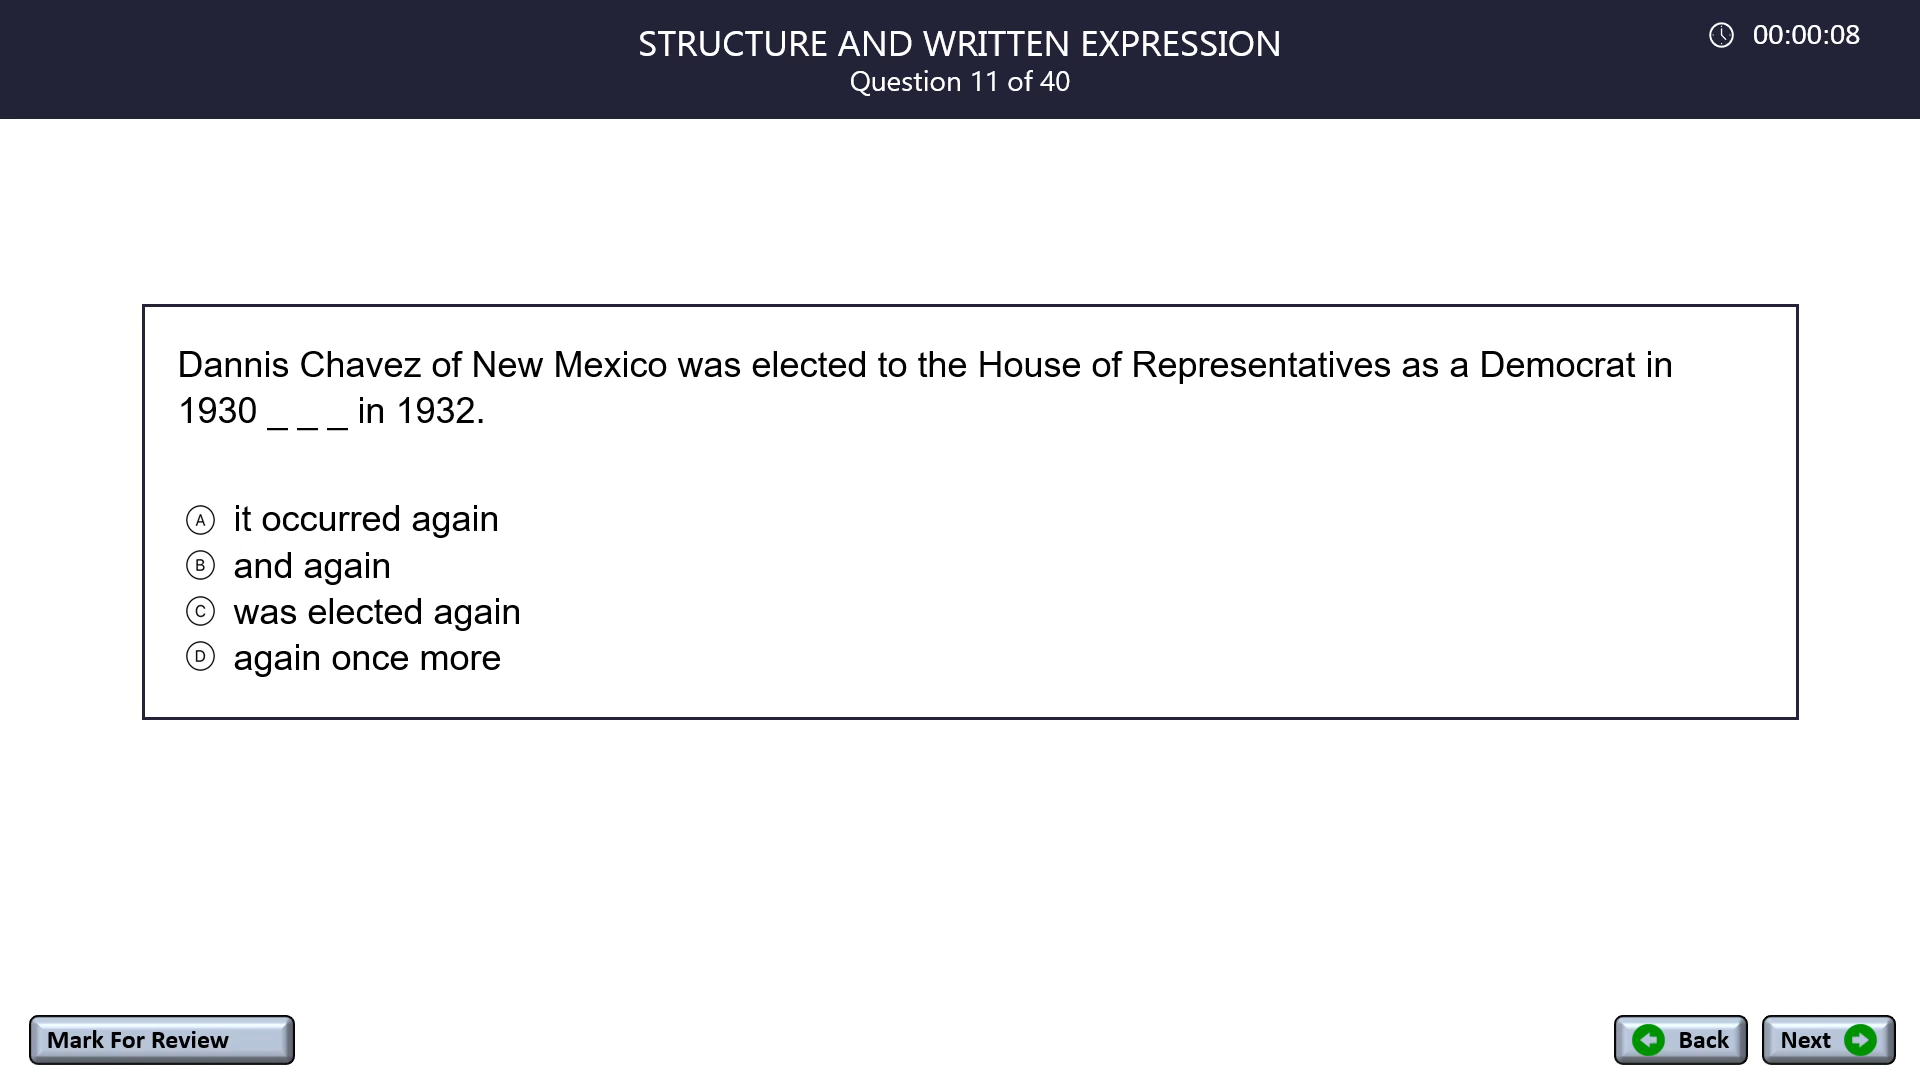 STRUCTURE AND WRITTEN EXPRESSION
Question 11 of 40
00:00:08
Dannis Chavez of New Mexico was elected to the House of Representatives as a Democrat in
1930 _ _ _ in 1932.
A it occurred again
B and again
C was elected again
D again once more
Mark For Review
Back
Next